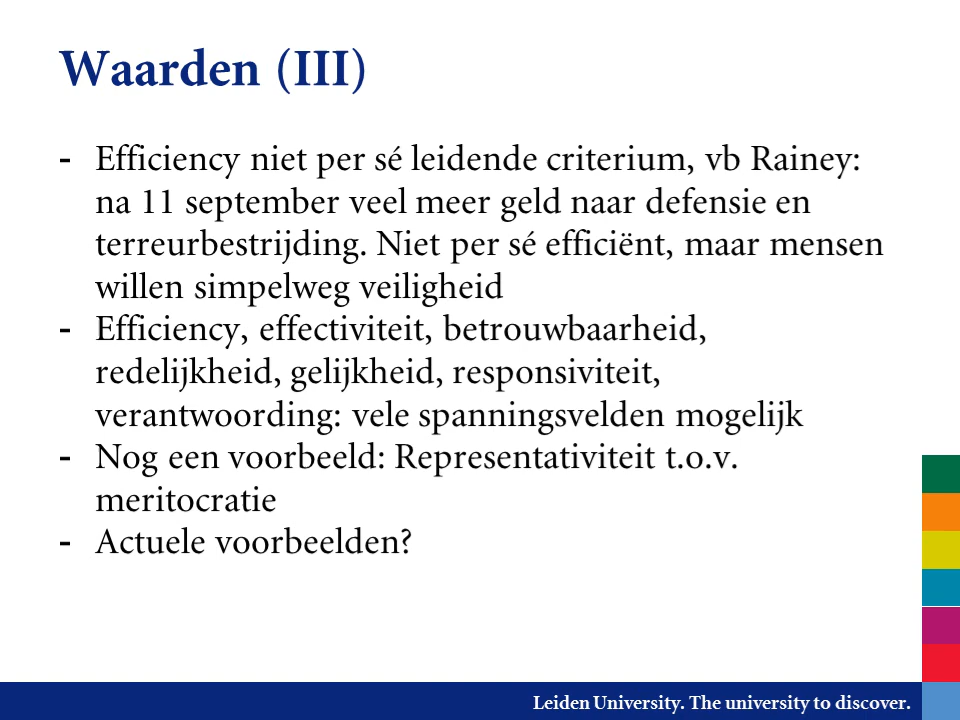 Waarden (III)
- Efficiency niet per sé leidende criterium, vb Rainey:
na 11 september veel meer geld naar defensie en
terreurbestrijding. Niet per sé efficiënt, maar mensen
willen simpelweg veiligheid
- Efficiency, effectiviteit, betrouwbaarheid,
redelijkheid, gelijkheid, responsiviteit,
verantwoording: vele spanningsvelden mogelijk
- Nog een voorbeeld: Representativiteit t.o.v.
meritocratie
- Actuele voorbeelden?
Leiden University. The university to discover.